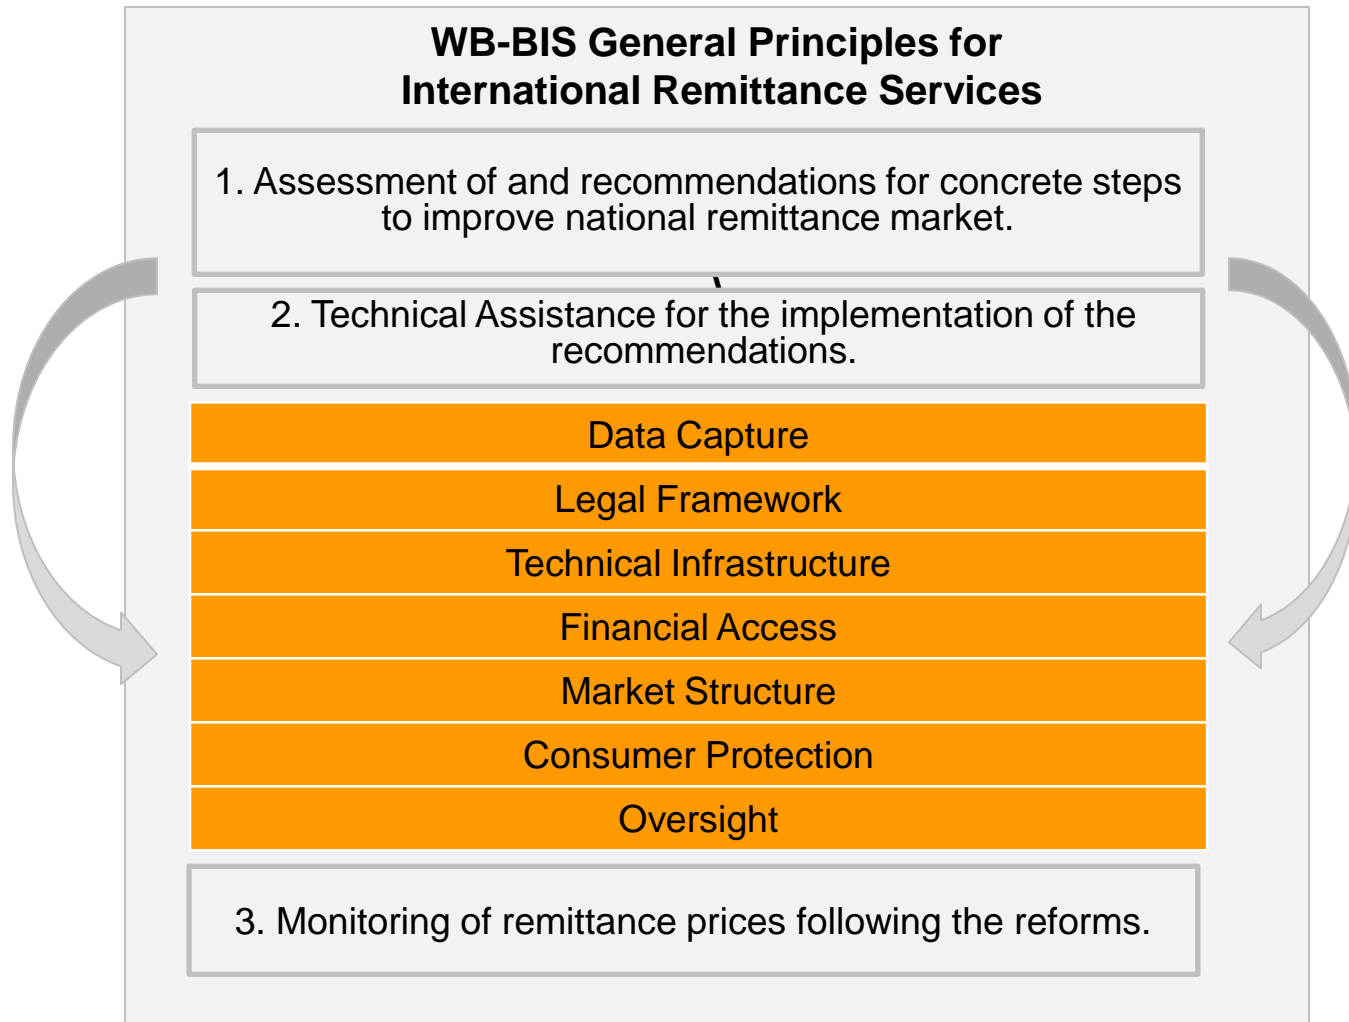 WB-BIS General Principles for
International Remittance Services
1. Assessment of and recommendations for concrete steps
to improve national remittance market.
2. Technical Assistance for the implementation of the
recommendations.
Data Capture
Legal Framework
Technical Infrastructure
Financial Access
Market Structure
Consumer Protection
Oversight
3. Monitoring of remittance prices following the reforms.